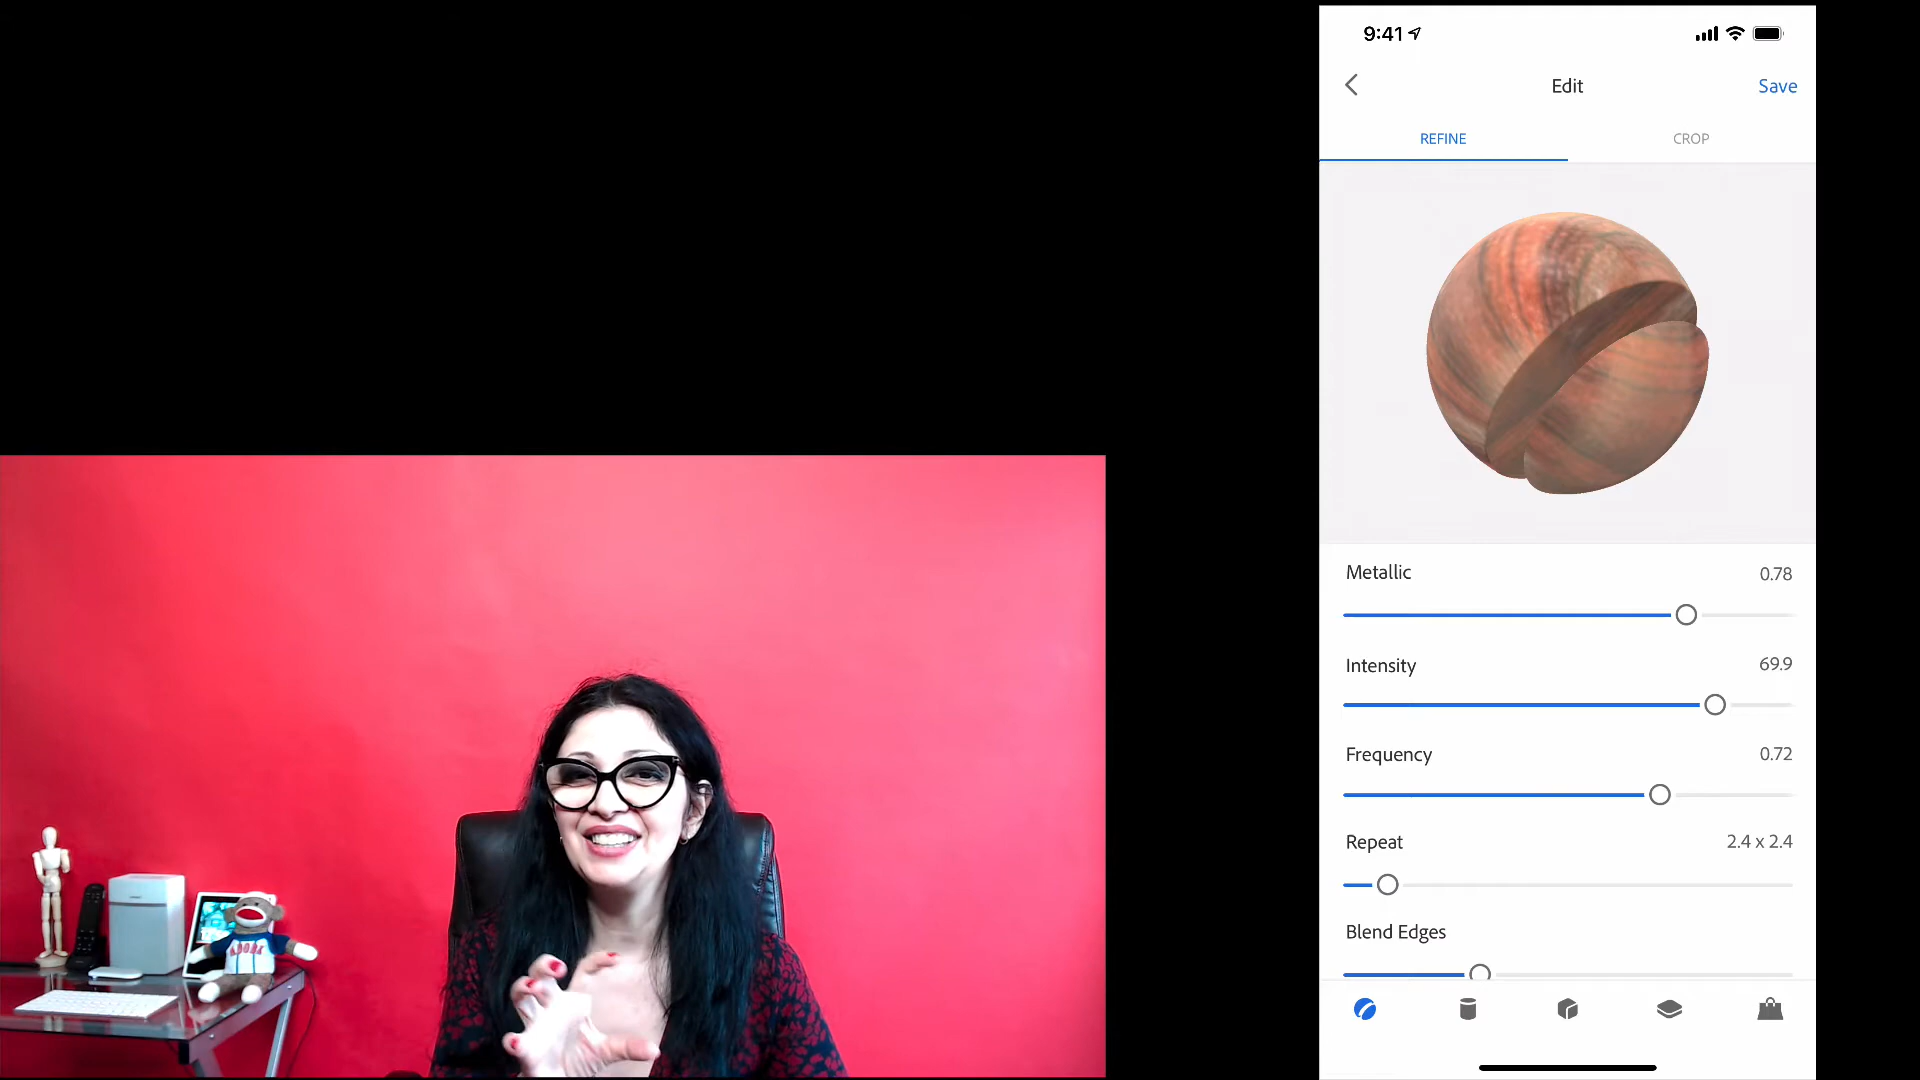 9:41
Edit
Save
REFINE
CROP
Metallic
0.78
Intensity
69.9
Frequency
0.72
Repeat
2.4 x 2.4
Blend Edges
ADOBE